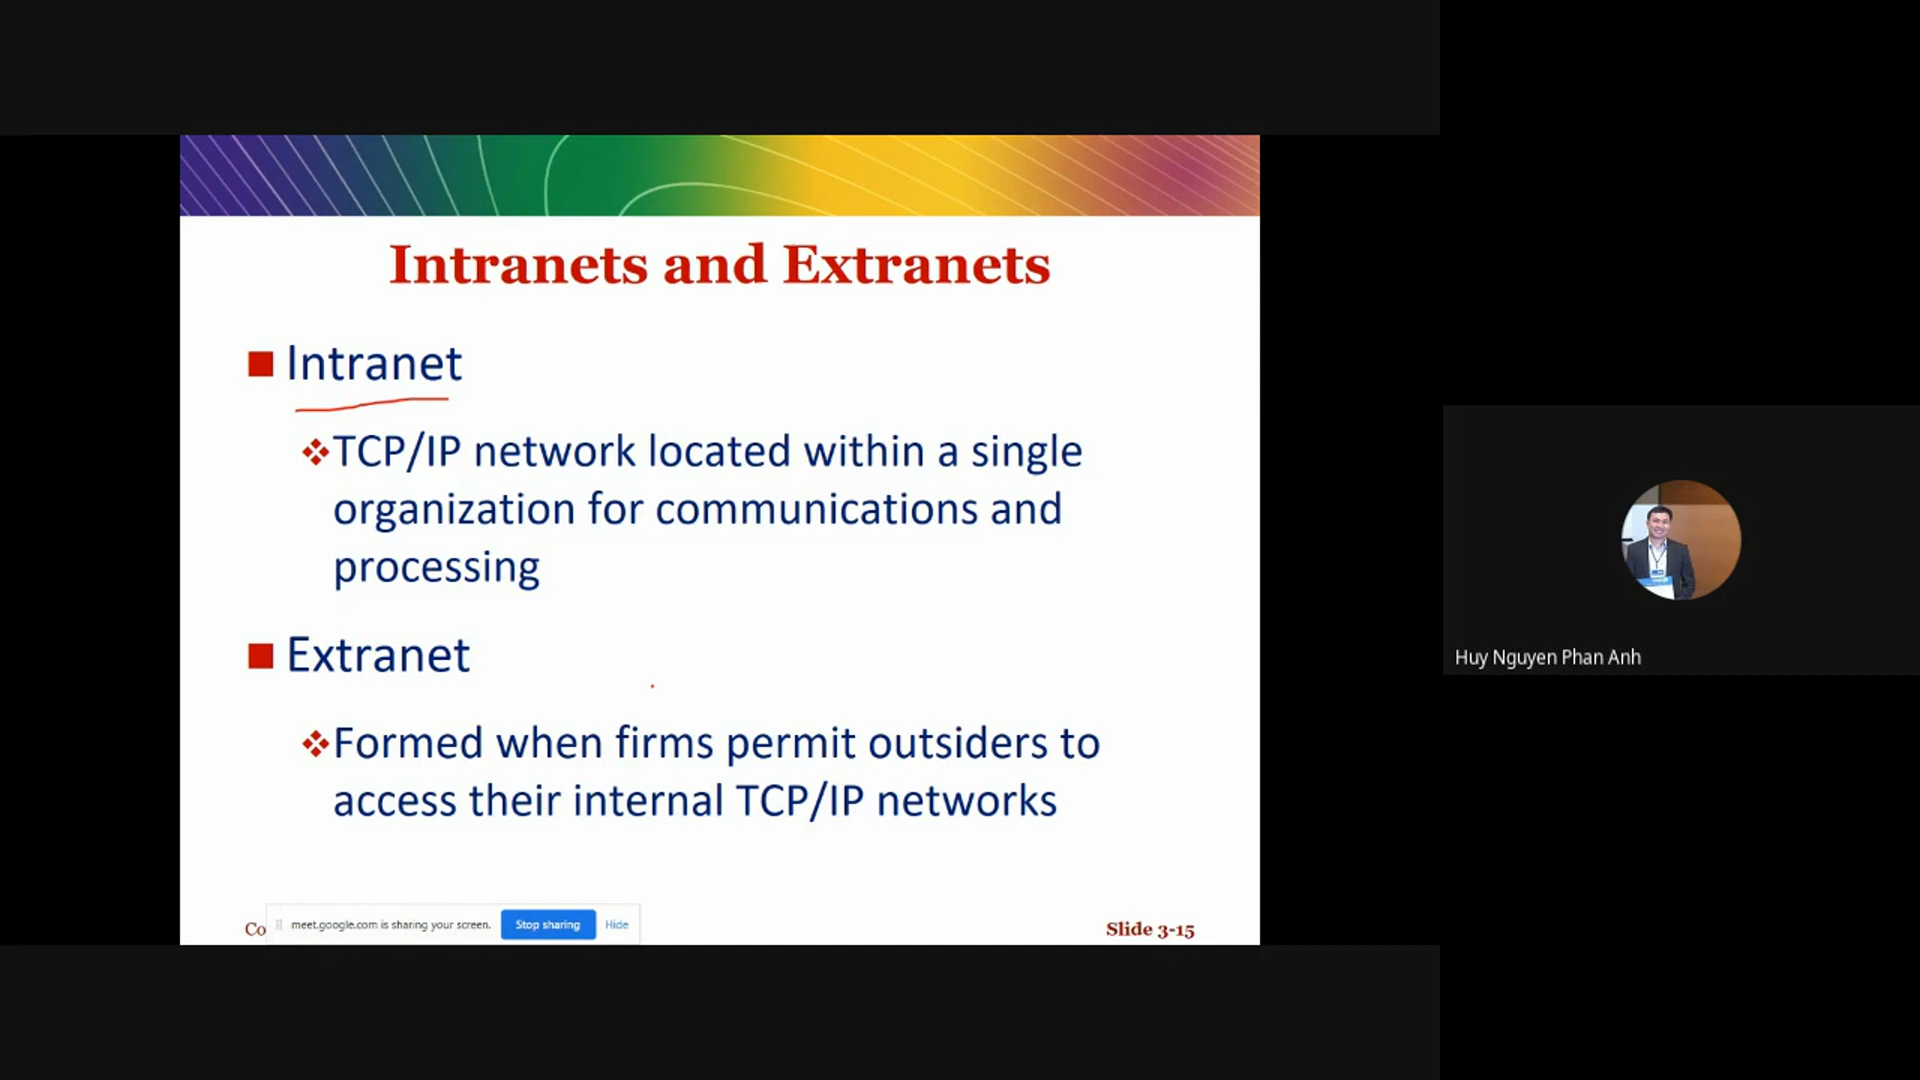 Intranets and Extranets
Intranet
TCP/IP network located within a single
organization for communications and
processing
Extranet
Formed when firms permit outsiders to
access their internal TCP/IP networks
Co
meet.google.com is sharing your screen. Stop sharing Hide
Slide 3-15
Huy Nguyen Phan Anh